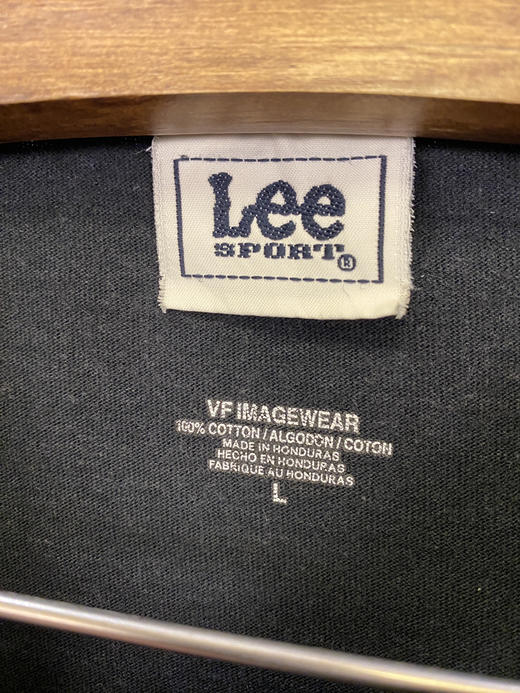 Lee
SPORT®
VF IMAGEWEAR
100% COTTON / ALGODON / COTON
MADE IN HONDURAS
HECHO EN HONDURAS
FABRIQUE AU HONDURAS
L